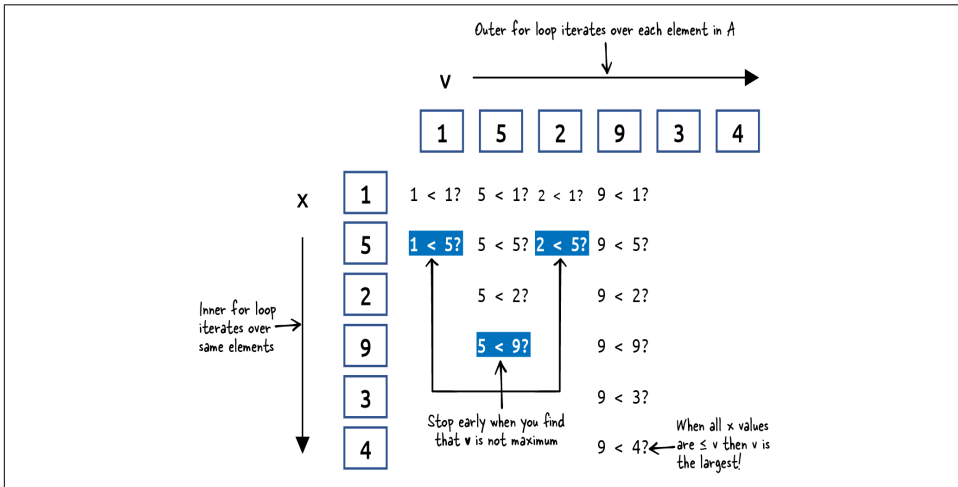 Outer for loop iterates over each element in A
v
1 5 2 9 3 4
x 1 1 < 1? 5 < 1? 2 < 1? 9 < 1?
5 1 < 5? 5 < 5? 2 < 5? 9 < 5?
2 5 < 2? 9 < 2?
Inner for loop
iterates over
same elements
9 5 < 9? 9 < 9?
3 9 < 3?
Stop early when you find
that v is not maximum
4 9 < 4?
When all x values
are ≤ v then v is
the largest!